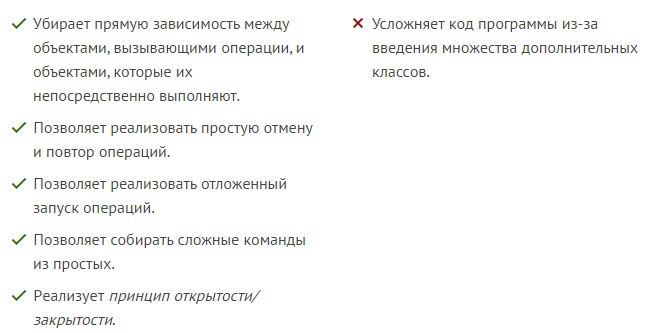 Убирает прямую зависимость между
объектами, вызывающими операции, и
объектами, которые их
непосредственно выполняют.
Позволяет реализовать простую отмену
и повтор операций.
Позволяет реализовать отложенный
запуск операций.
Позволяет собирать сложные команды
из простых.
Реализует принцип открытости/
закрытости.
Усложняет код программы из-за
введения множества дополнительных
классов.